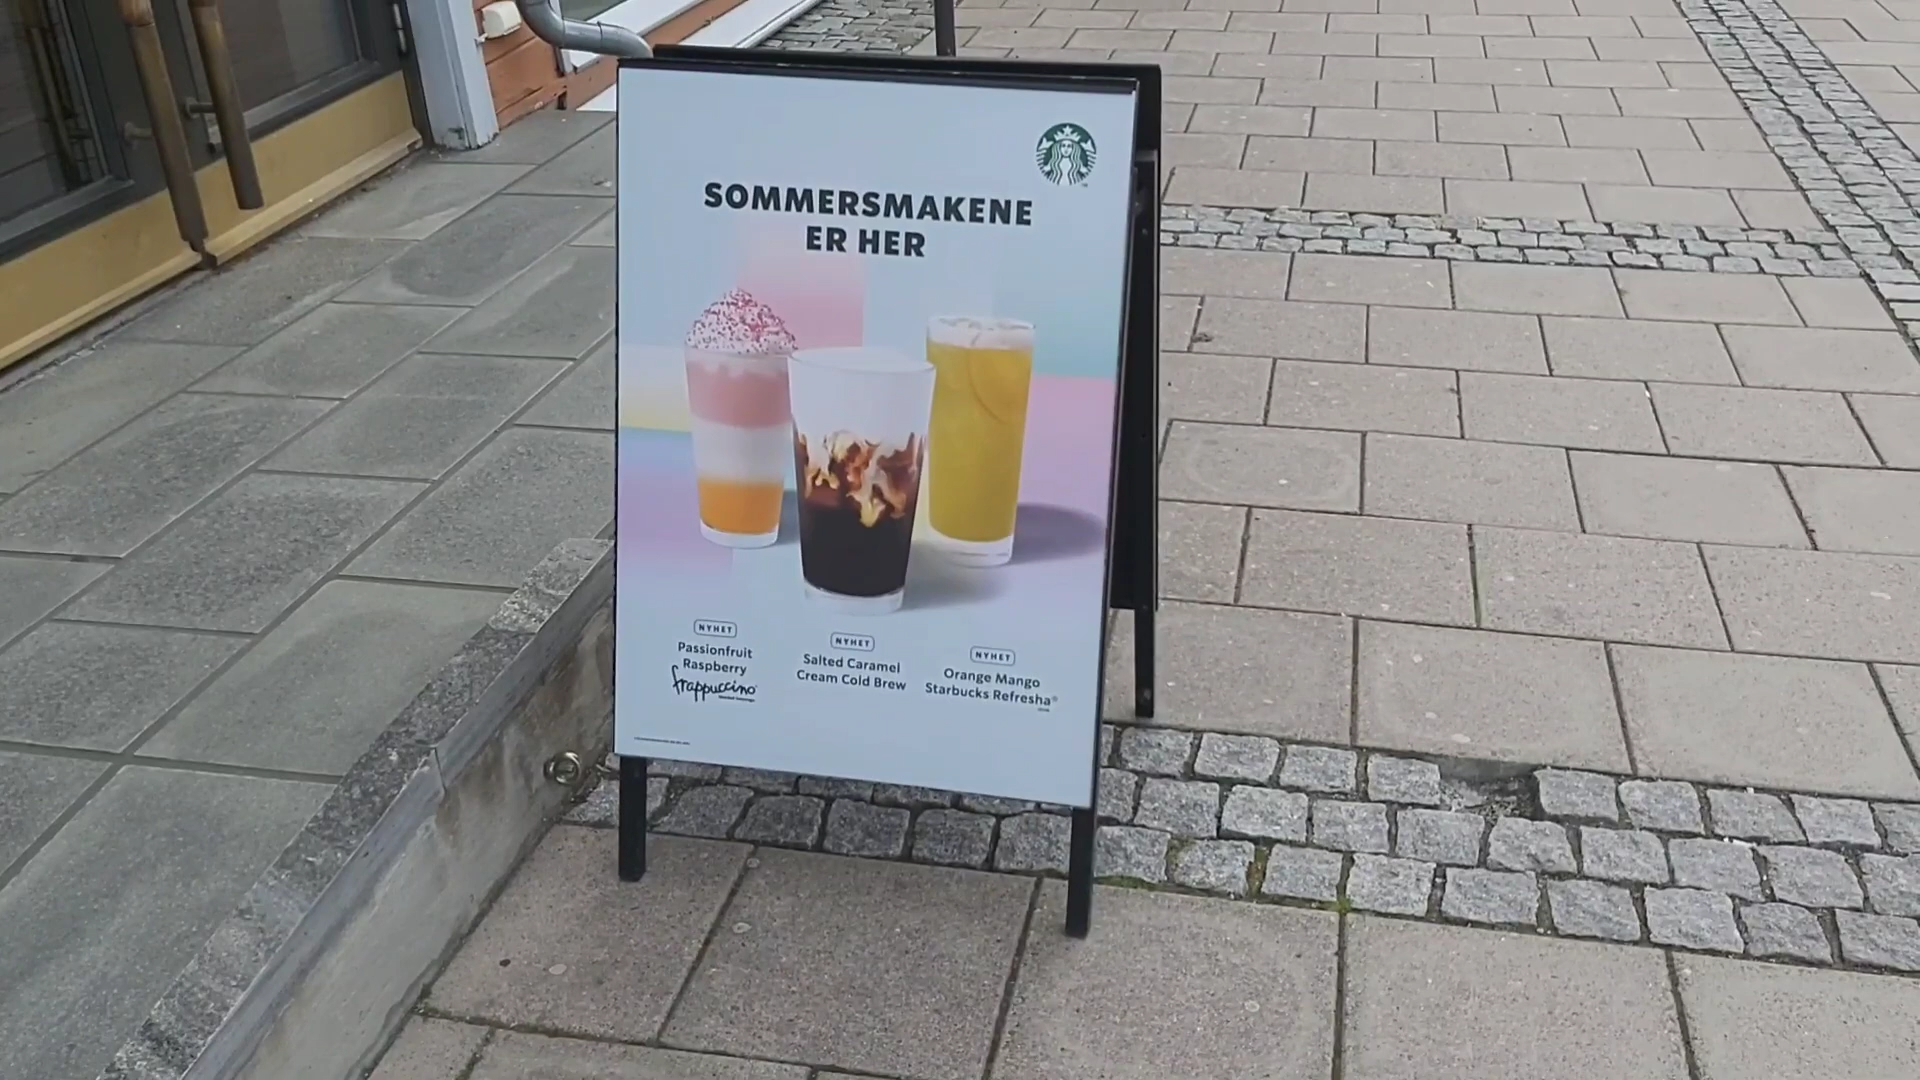 SOMMERSMAKENE
ER HER
NYHET
Passionfruit
Raspberry
frappuccino
NYHET
Salted Caramel
Cream Cold Brew
NYHET
Orange Mango
Starbucks Refresha®